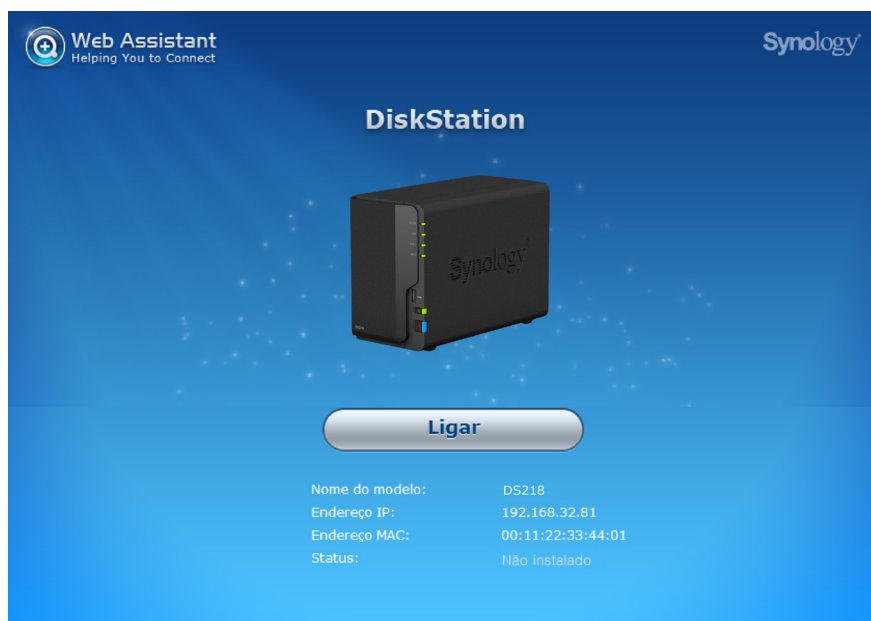 Web Assistant
Helping You to Connect
Synology
DiskStation
Synology
Ligar
Nome do modelo: DS218
Endereço IP: 192.168.32.81
Endereço MAC: 00:11:22:33:44:01
Status: Não instalado